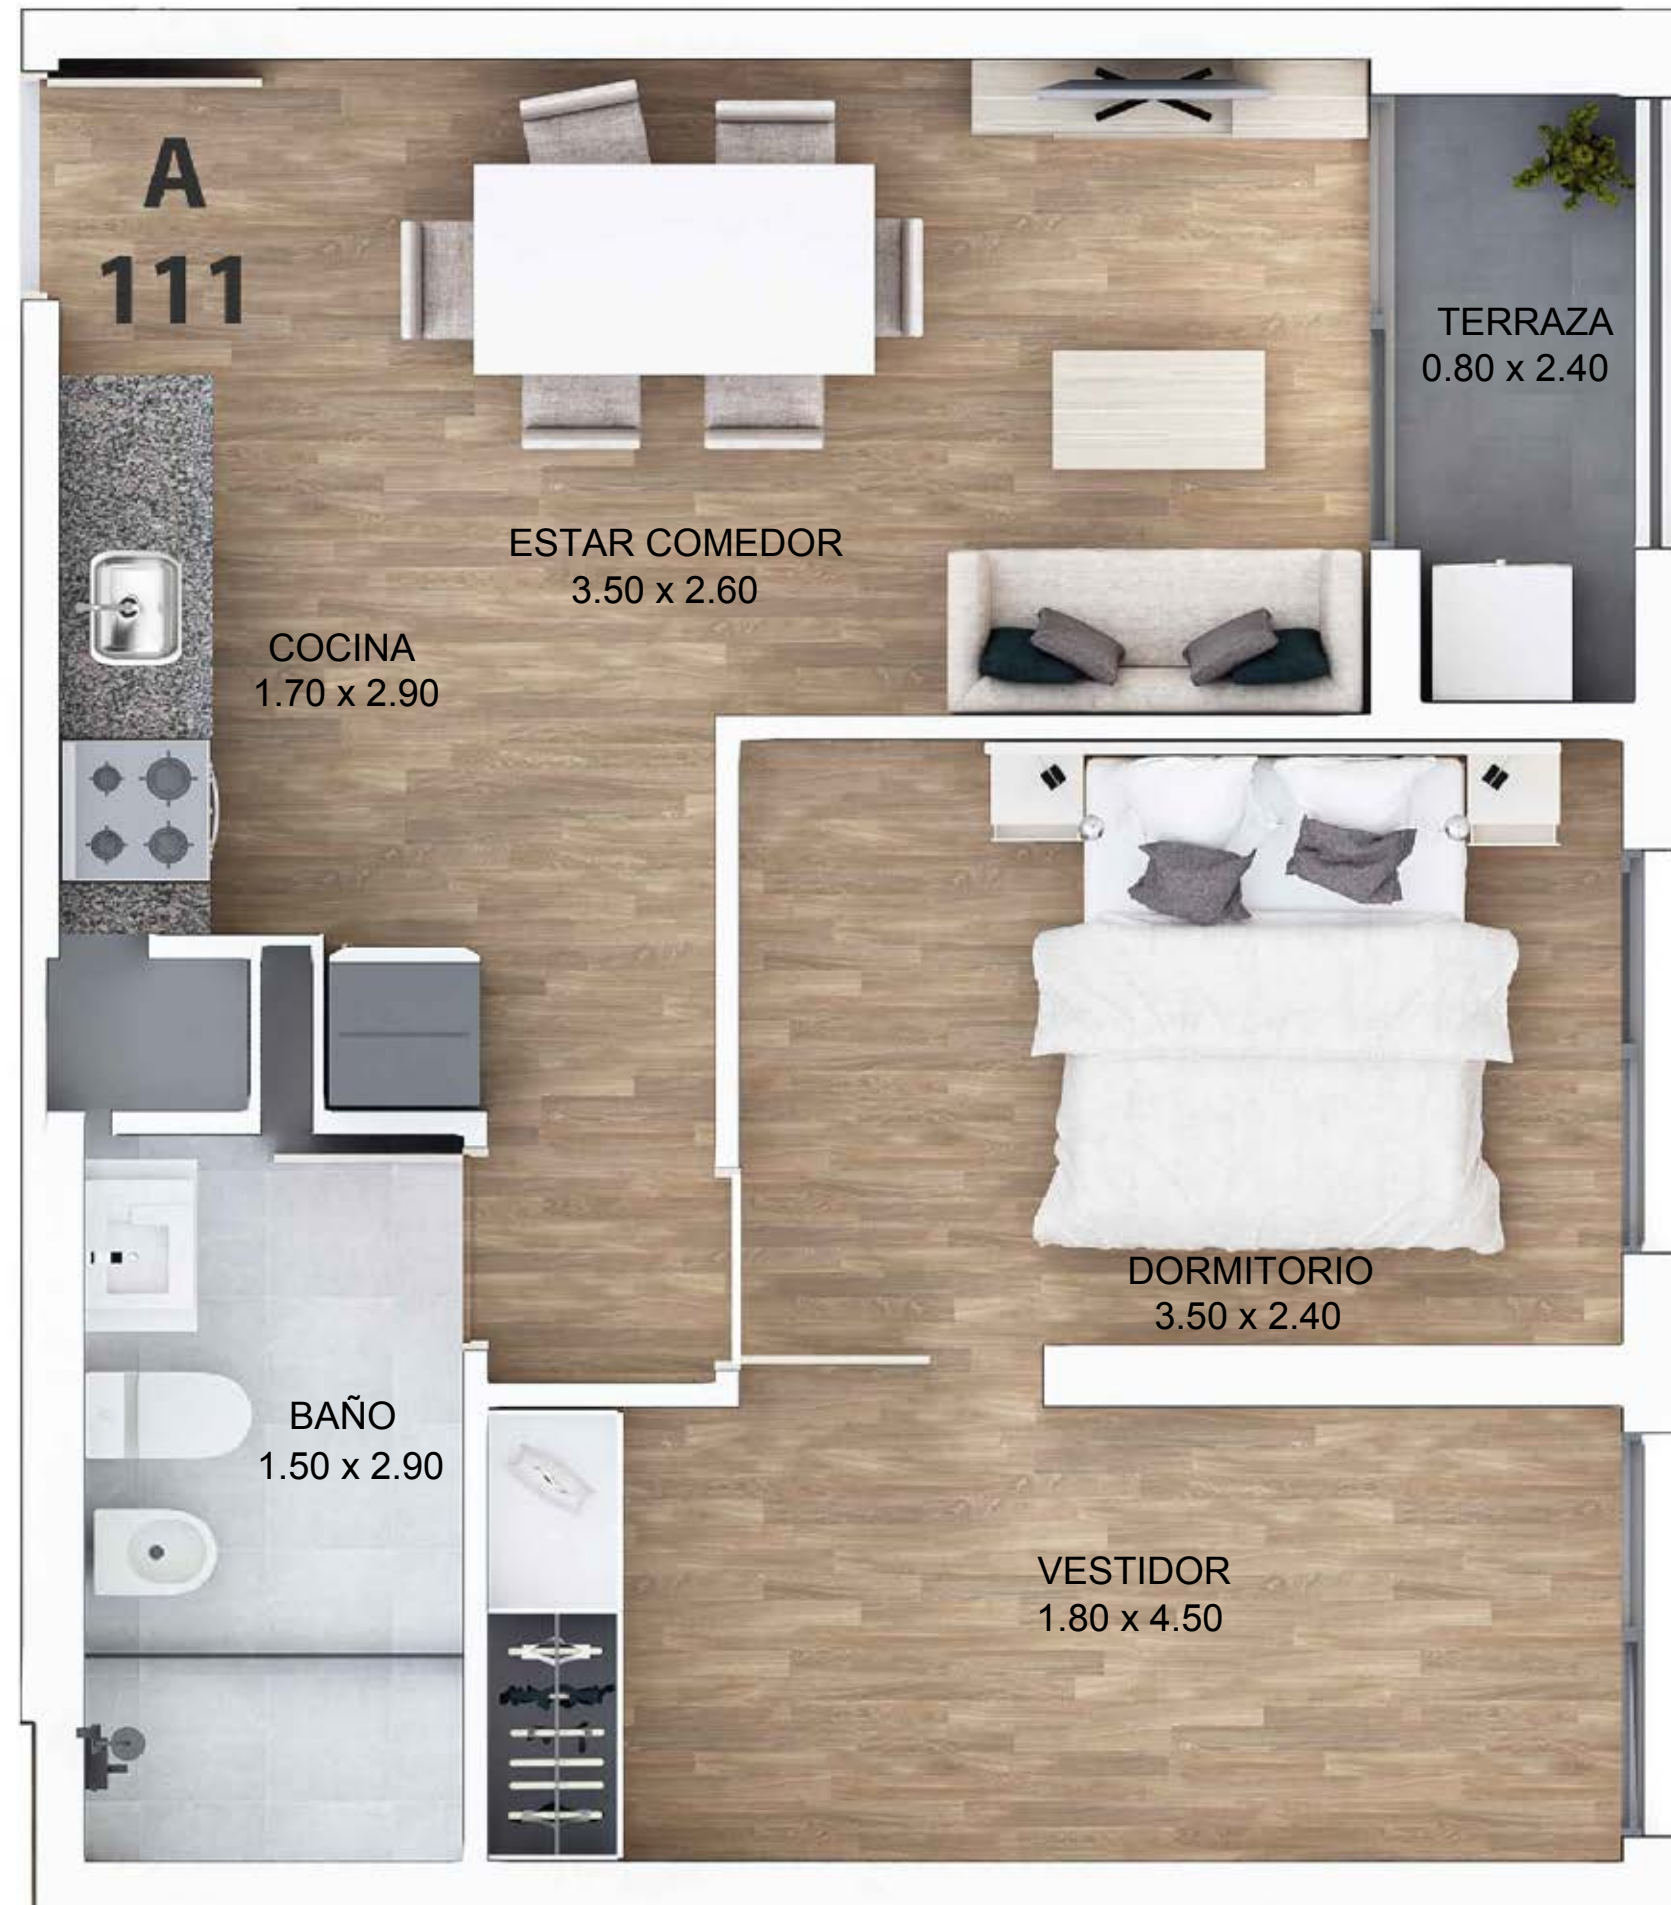 A
111
TERRAZA
0.80 x 2.40
ESTAR COMEDOR
3.50 x 2.60
COCINA
1.70 x 2.90
DORMITORIO
3.50 x 2.40
BAÑO
1.50 x 2.90
VESTIDOR
1.80 x 4.50